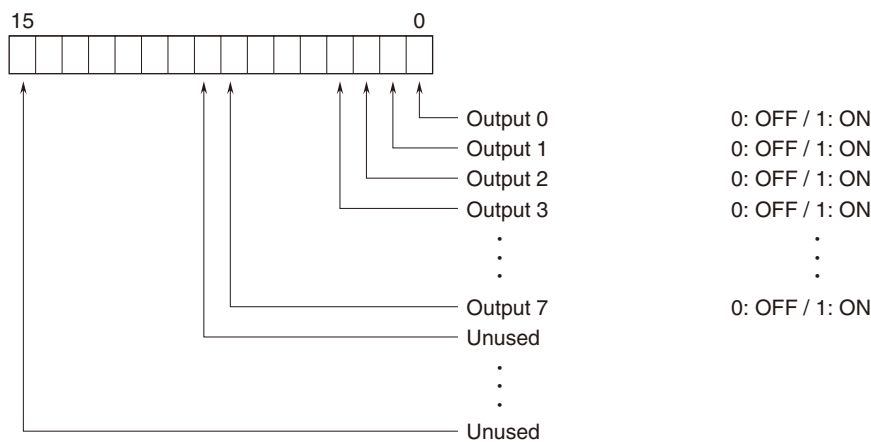 15 0
Output 0 0: OFF / 1: ON
Output 1 0: OFF / 1: ON
Output 2 0: OFF / 1: ON
Output 3 0: OFF / 1: ON
Output 7 0: OFF / 1: ON
Unused
Unused